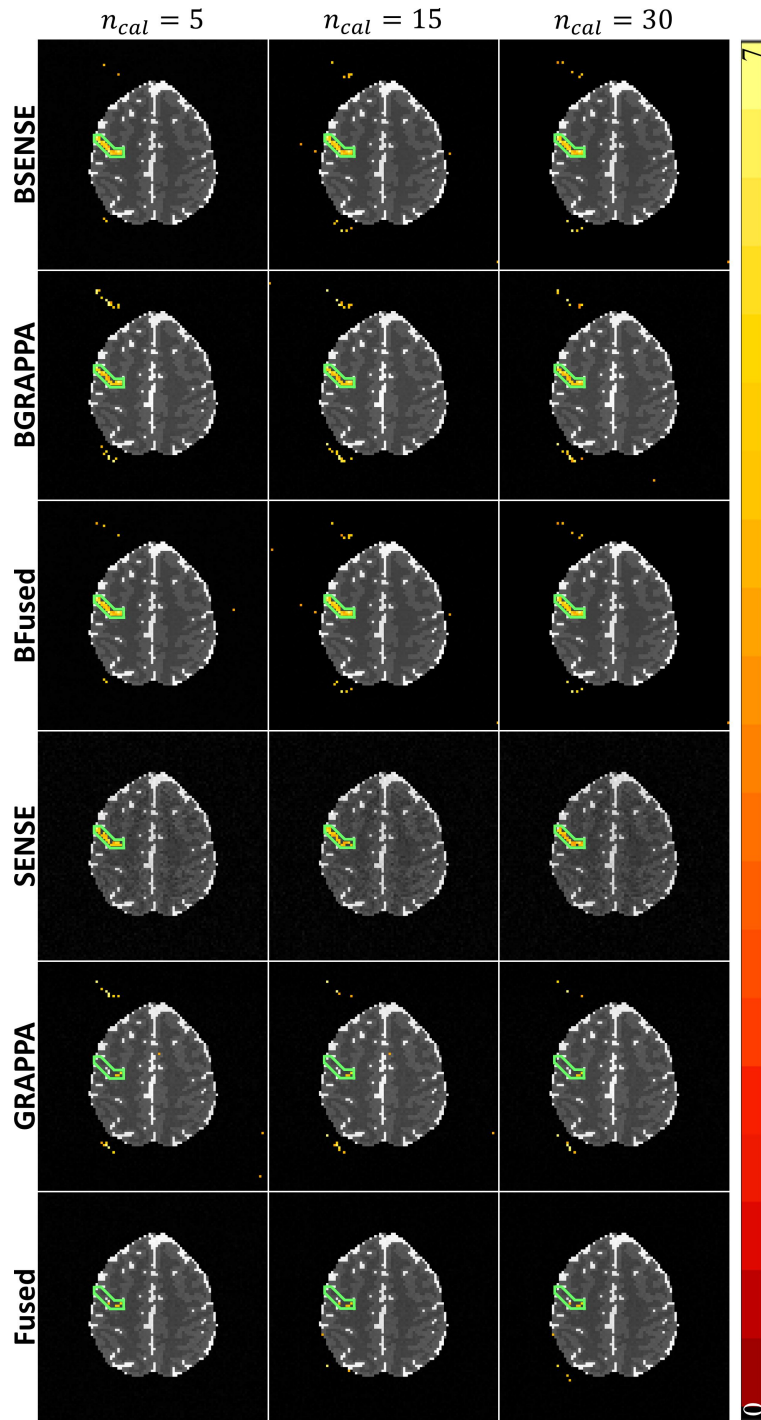 n_cal = 5
n_cal = 15
n_cal = 30
7
BSENSE
BGRAPPA
BFused
SENSE
GRAPPA
Fused
0